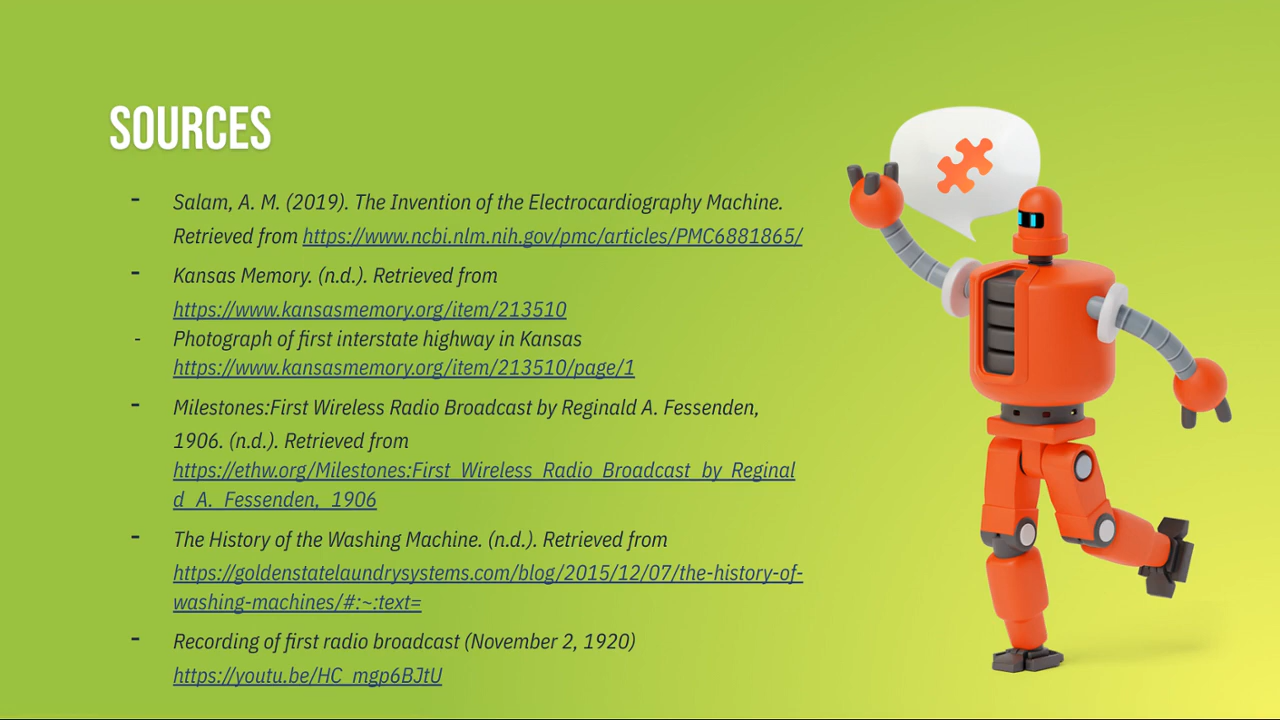 SOURCES
- Salam, A. M. (2019). The Invention of the Electrocardiography Machine.
Retrieved from https://www.ncbi.nlm.nih.gov/pmc/articles/PMC6881865/
- Kansas Memory. (n.d.). Retrieved from
https://www.kansasmemory.org/item/213510
- Photograph of first interstate highway in Kansas
https://www.kansasmemory.org/item/213510/page/1
- Milestones:First Wireless Radio Broadcast by Reginald A. Fessenden,
1906. (n.d.). Retrieved from
https://ethw.org/Milestones:First_Wireless_Radio_Broadcast_by_Reginal
d_A._Fessenden,_1906
- The History of the Washing Machine. (n.d.). Retrieved from
https://goldenstatelaundrysystems.com/blog/2015/12/07/the-history-of-
washing-machines/#:~:text=
- Recording of first radio broadcast (November 2, 1920)
https://youtu.be/HC_mgp6BJtU